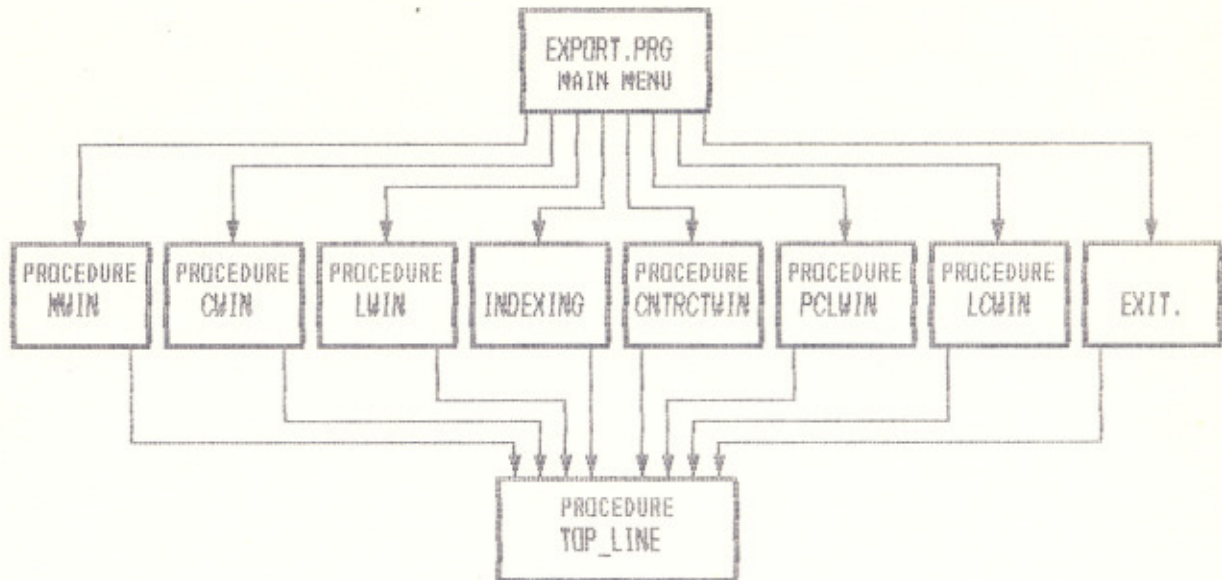 EXPORT.PRG
MAIN MENU
PROCEDURE
MWIN
PROCEDURE
CWIN
PROCEDURE
LWIN
INDEXING
PROCEDURE
CNTRCTWIN
PROCEDURE
PCLWIN
PROCEDURE
LCWIN
EXIT.
PROCEDURE
TOP_LINE